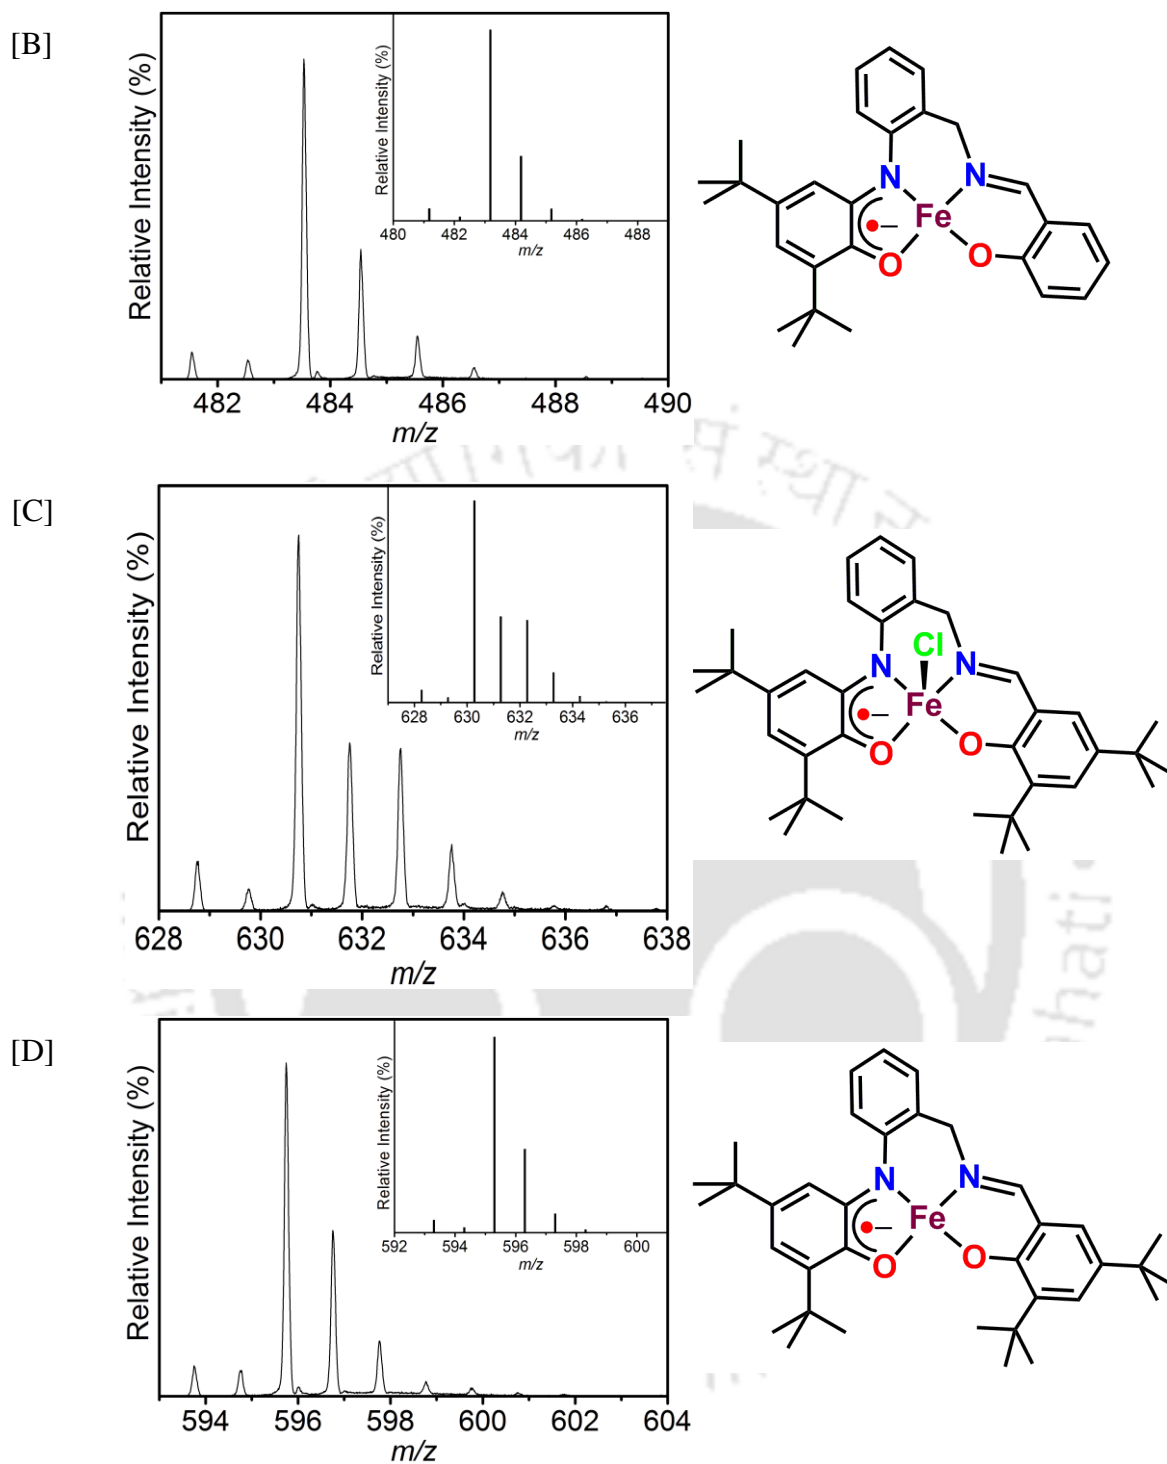 [B]
Relative Intensity (%)
482 484 486 488 490
m/z
Relative Intensity (%)
480 482 484 486 488
m/z
N N
Fe
•–
O O
[C]
Relative Intensity (%)
628 630 632 634 636 638
m/z
Relative Intensity (%)
628 630 632 634 636
m/z
Cl
N N
Fe
•–
O O
[D]
Relative Intensity (%)
594 596 598 600 602 604
m/z
Relative Intensity (%)
592 594 596 598 600
m/z
N N
Fe
•–
O O
hati